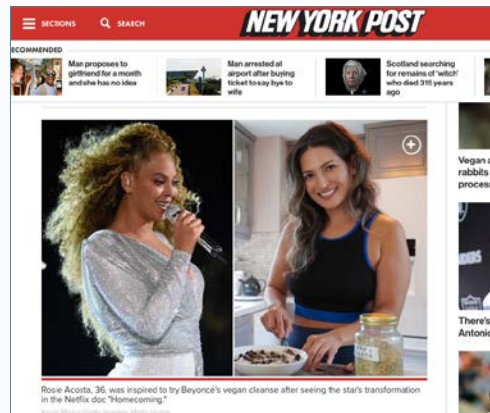 SECTIONS
SEARCH
NEW YORK POST
RECOMMENDED
Man proposes to
girlfriend for a month
and she has no idea
Man arrested at
airport after buying
ticket to say bye to
wife
Scotland searching
for remains of 'witch'
who died 315 years
ago
Vegan a
rabbits
proces
There's
Antonio
Rosie Acosta, 36, was inspired to try Beyoncé's vegan cleanse after seeing the star's transformation
in the Netflix doc "Homecoming."